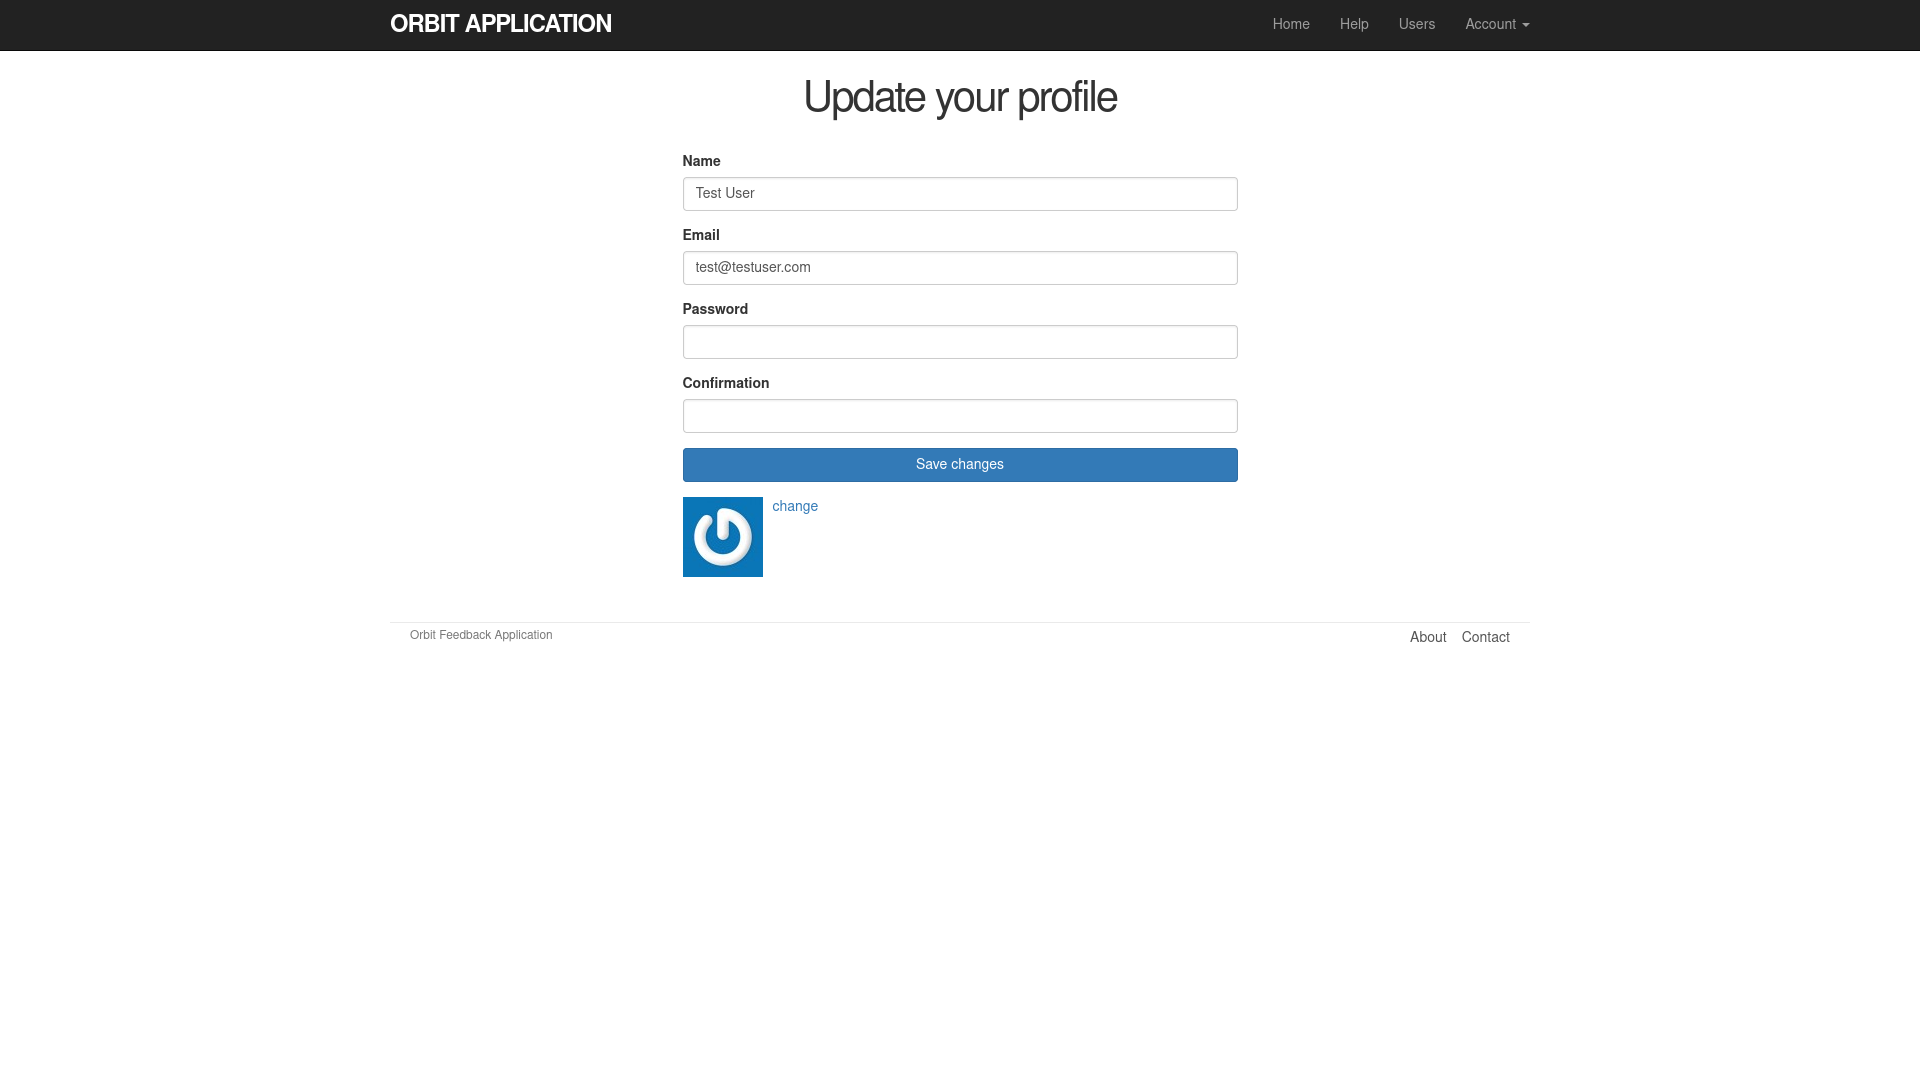 ORBIT APPLICATION
Home Help Users Account
Update your profile
Name
Test User
Email
test@testuser.com
Password
Confirmation
Save changes
change
Orbit Feedback Application
About Contact